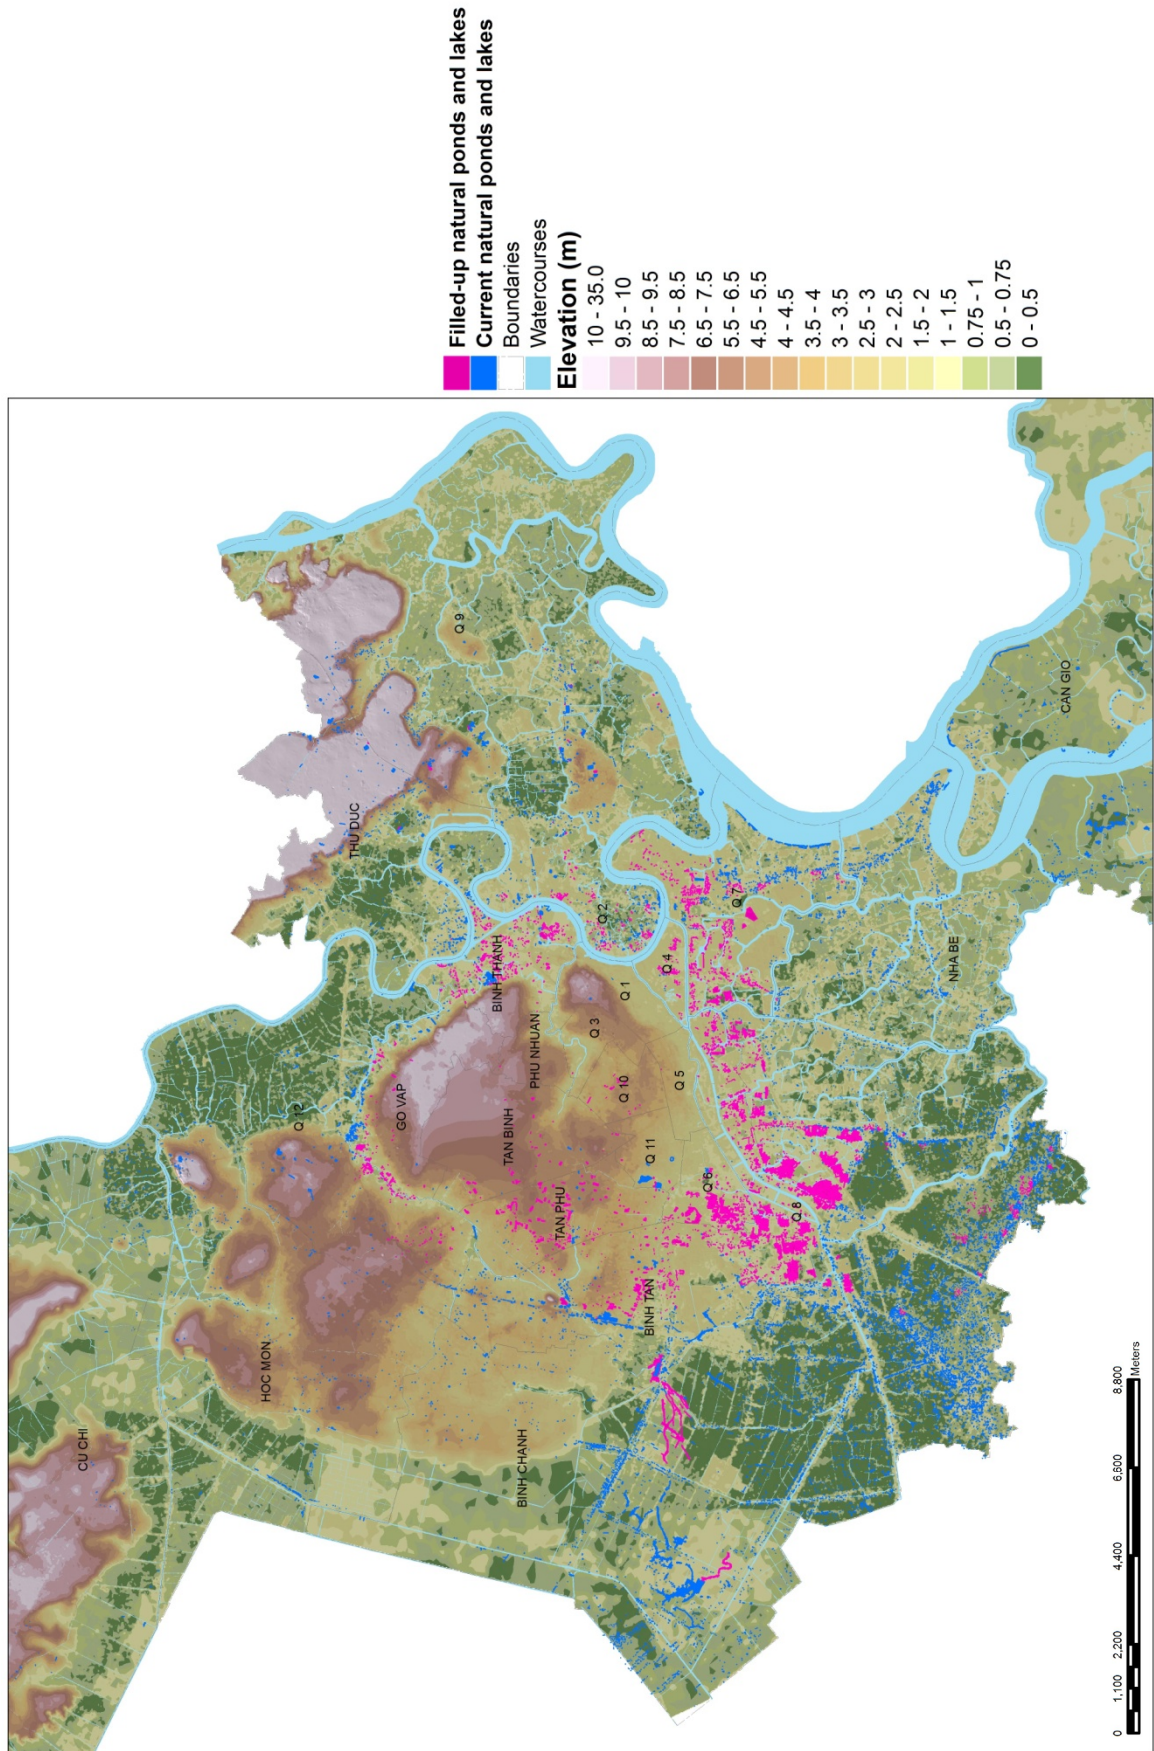 Filled-up natural ponds and lakes
Current natural ponds and lakes
Boundaries
Watercourses
Elevation (m)
10 - 35.0
9.5 - 10
8.5 - 9.5
7.5 - 8.5
6.5 - 7.5
5.5 - 6.5
4.5 - 5.5
4 - 4.5
3.5 - 4
3 - 3.5
2.5 - 3
2 - 2.5
1.5 - 2
1 - 1.5
0.75 - 1
0.5 - 0.75
0 - 0.5
CU CHI
HOC MON
Q 12
THU DUC
GO VAP
Q 9
BINH THANH
BINH CHANH
TAN BINH
PHU NHUAN
TAN PHU
Q 3
Q 2
Q 10
Q 1
BINH TAN
Q 11
Q 4
Q 5
Q 6
Q 7
Q 8
NHA BE
CAN GIO
0 1,100 2,200 4,400 6,600 8,800
Meters